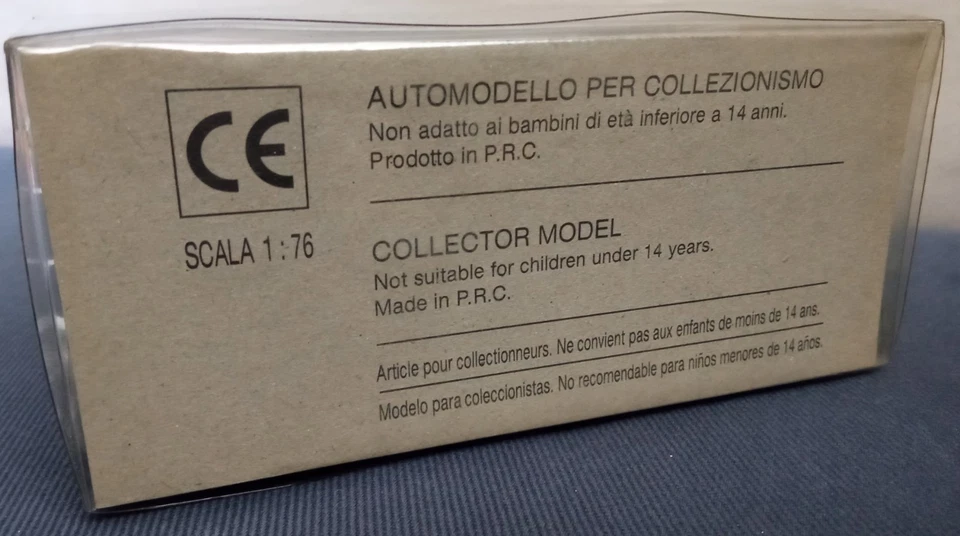 CE
SCALA 1:76
AUTOMODELLO PER COLLEZIONISMO
Non adatto ai bambini di età inferiore a 14 anni.
Prodotto in P.R.C.
COLLECTOR MODEL
Not suitable for children under 14 years.
Made in P.R.C.
Article pour collectionneurs. Ne convient pas aux enfants de moins de 14 ans.
Modelo para coleccionistas. No recomendable para niños menores de 14 años.